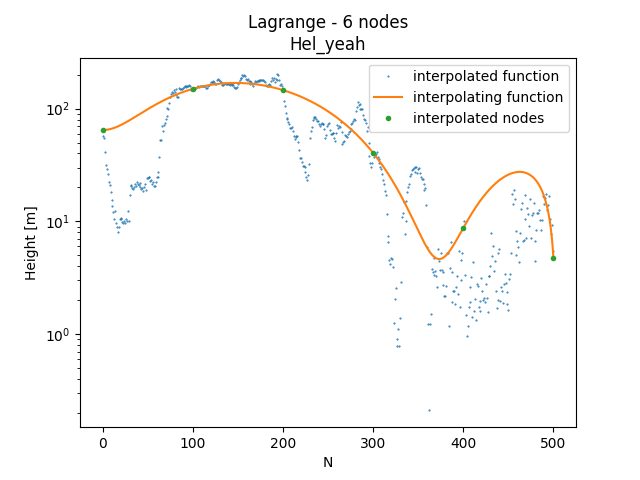 Lagrange - 6 nodes
Hel_yeah
interpolated function
interpolating function
interpolated nodes
Height [m]
10²
10¹
10⁰
0 100 200 300 400 500
N